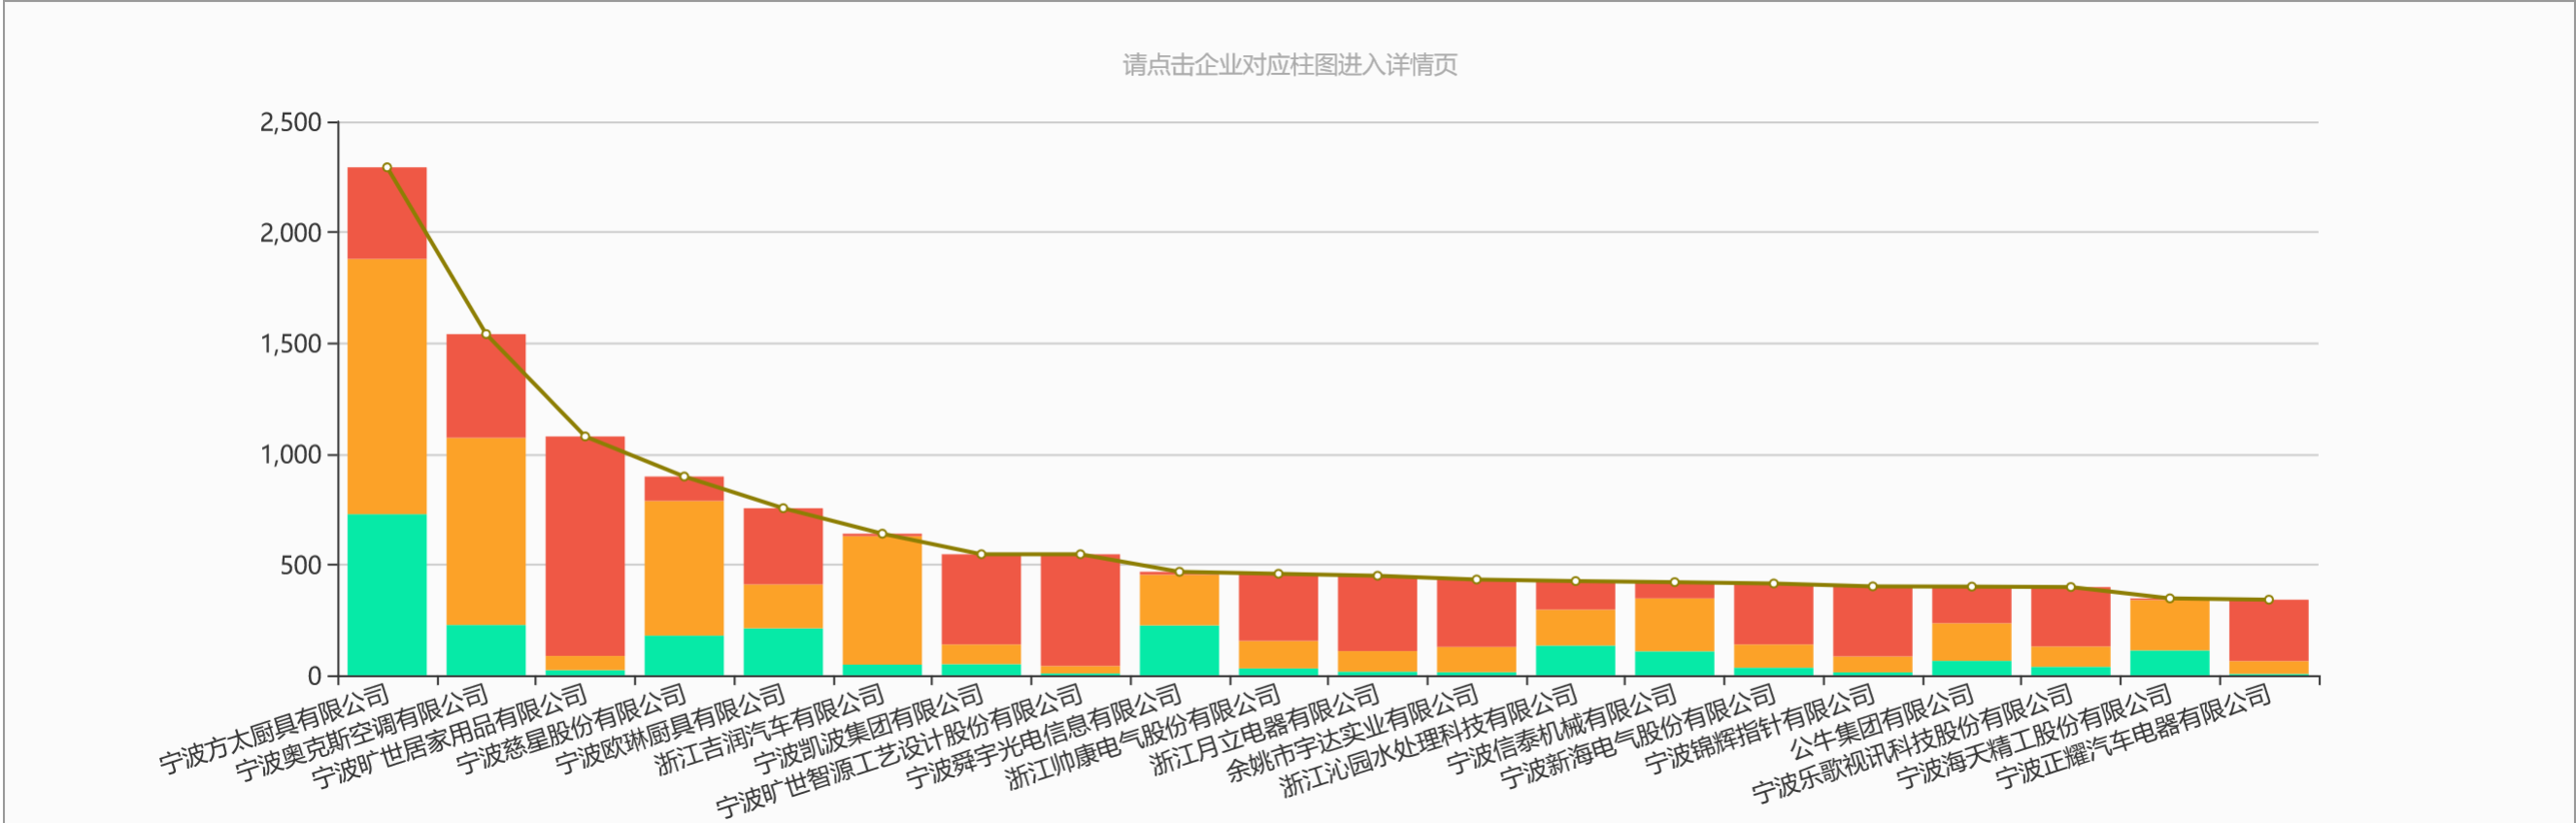 请点击企业对应柱图进入详情页
2,500
2,000
1,500
1,000
500
0
宁波方太厨具有限公司
宁波奥克斯空调有限公司
宁波旷世居家用品有限公司
宁波慈星股份有限公司
宁波欧琳厨具有限公司
浙江吉润汽车有限公司
宁波凯波集团有限公司
宁波旷世智源工艺设计股份有限公司
宁波舜宇光电信息有限公司
浙江帅康电气股份有限公司
浙江月立电器有限公司
余姚市宇达实业有限公司
浙江沁园水处理科技有限公司
宁波信泰机械有限公司
宁波新海电气股份有限公司
宁波锦辉指针有限公司
公牛集团有限公司
宁波乐歌视讯科技股份有限公司
宁波海天精工股份有限公司
宁波正耀汽车电器有限公司